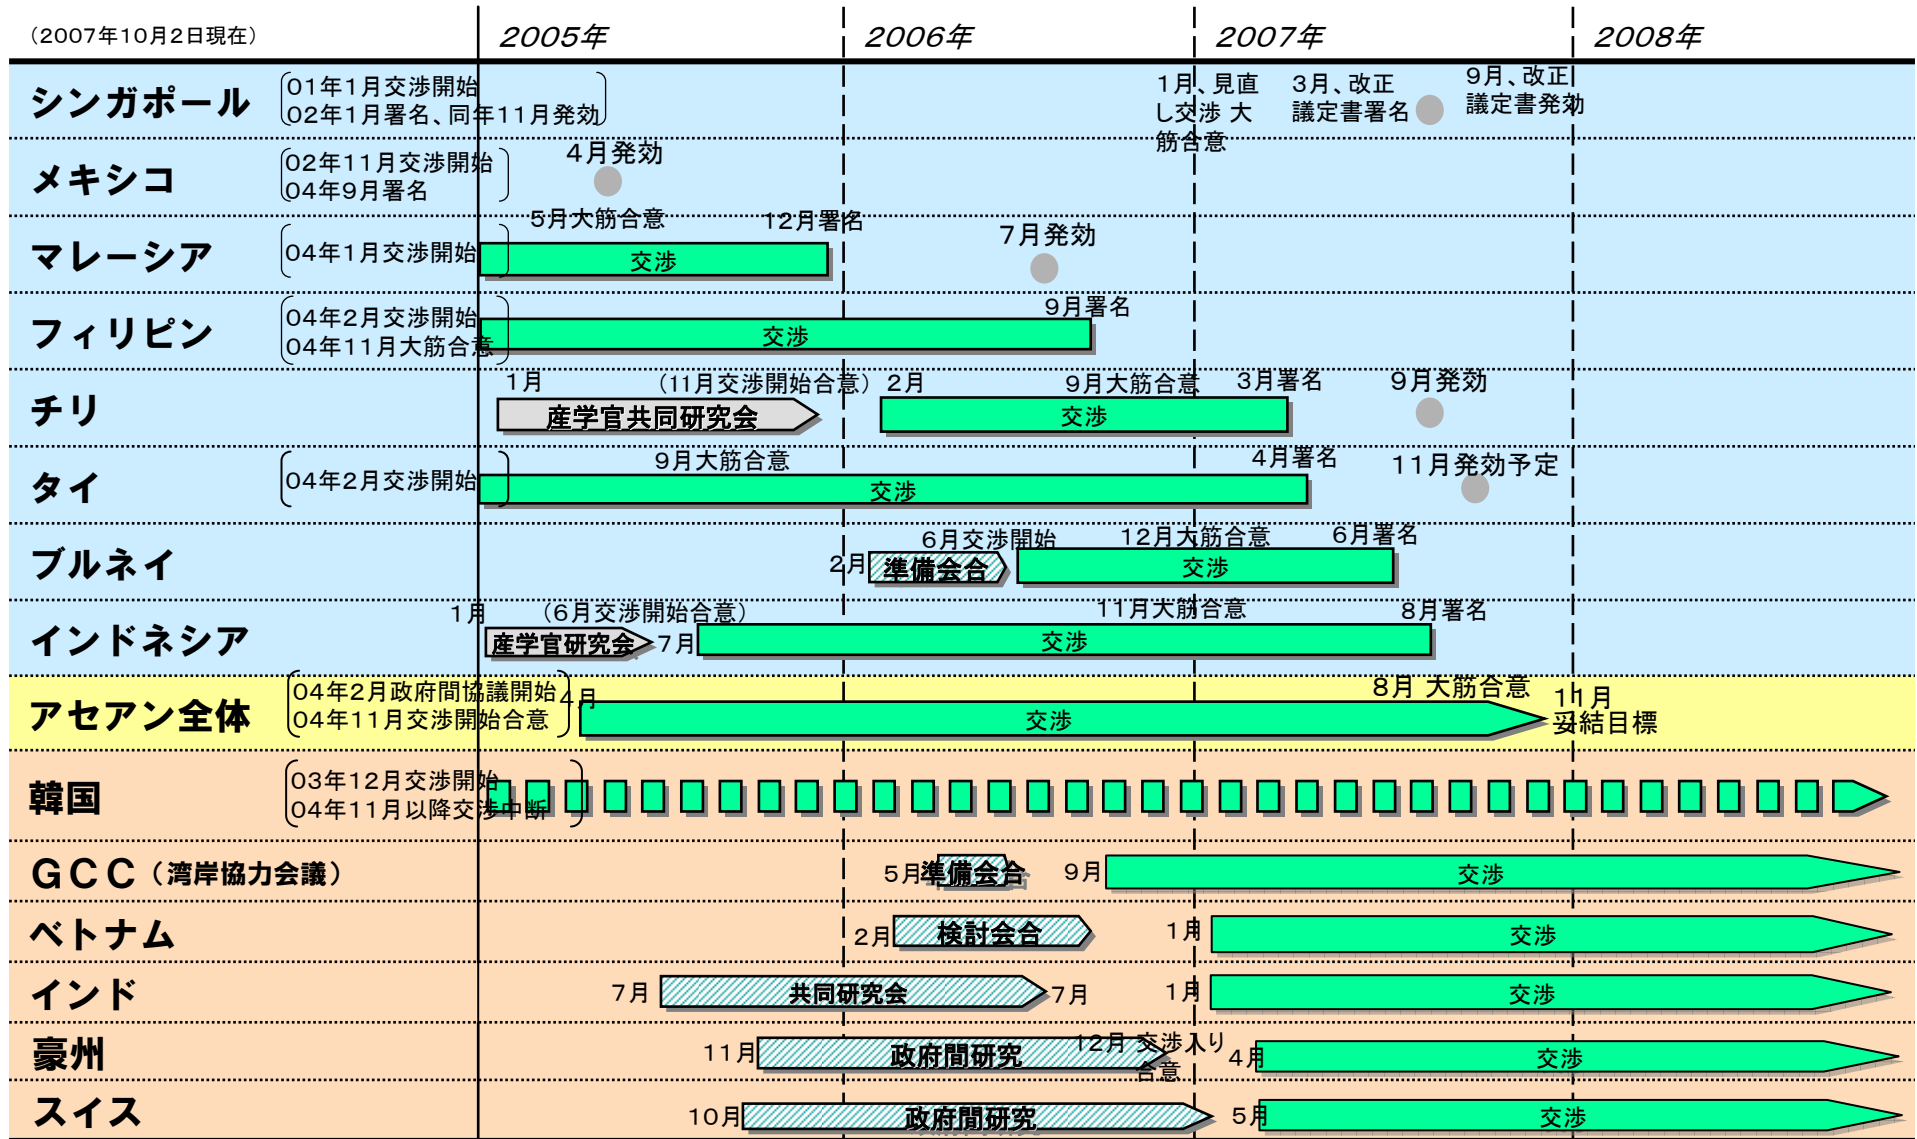 （2007年10月2日現在）
2005年
2006年
2007年
2008年
シンガポール
01年1月交渉開始
02年1月署名、同年11月発効
1月、見直
し交渉 大
筋合意
3月、改正
議定書署名
9月、改正
議定書発効
メキシコ
02年11月交渉開始
04年9月署名
4月発効
マレーシア
04年1月交渉開始
5月大筋合意
12月署名
交渉
7月発効
フィリピン
04年2月交渉開始
04年11月大筋合意
交渉
9月署名
チリ
1月
（11月交渉開始合意）
産学官共同研究会
2月
9月大筋合意
3月署名
交渉
9月発効
タイ
04年2月交渉開始
9月大筋合意
交渉
4月署名
11月発効予定
ブルネイ
2月
準備会合
6月交渉開始
12月大筋合意
6月署名
交渉
インドネシア
1月
（6月交渉開始合意）
産学官研究会
7月
11月大筋合意
8月署名
交渉
アセアン全体
04年2月政府間協議開始
04年11月交渉開始合意
4月
交渉
8月 大筋合意
11月
妥結目標
韓国
03年12月交渉開始
04年11月以降交渉中断
ＧＣＣ（湾岸協力会議）
5月
準備会合
9月
交渉
ベトナム
2月
検討会合
1月
交渉
インド
7月
共同研究会
7月
1月
交渉
豪州
11月
政府間研究
12月 交渉入り
合意
4月
交渉
スイス
10月
政府間研究
5月
交渉